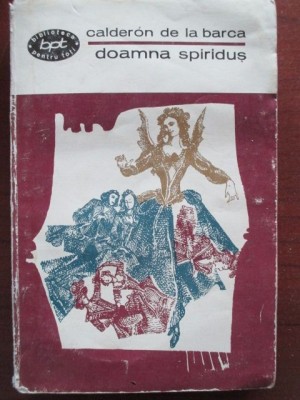 biblioteca
bpt
pentru toți
calderón de la barca
doamna spiriduș